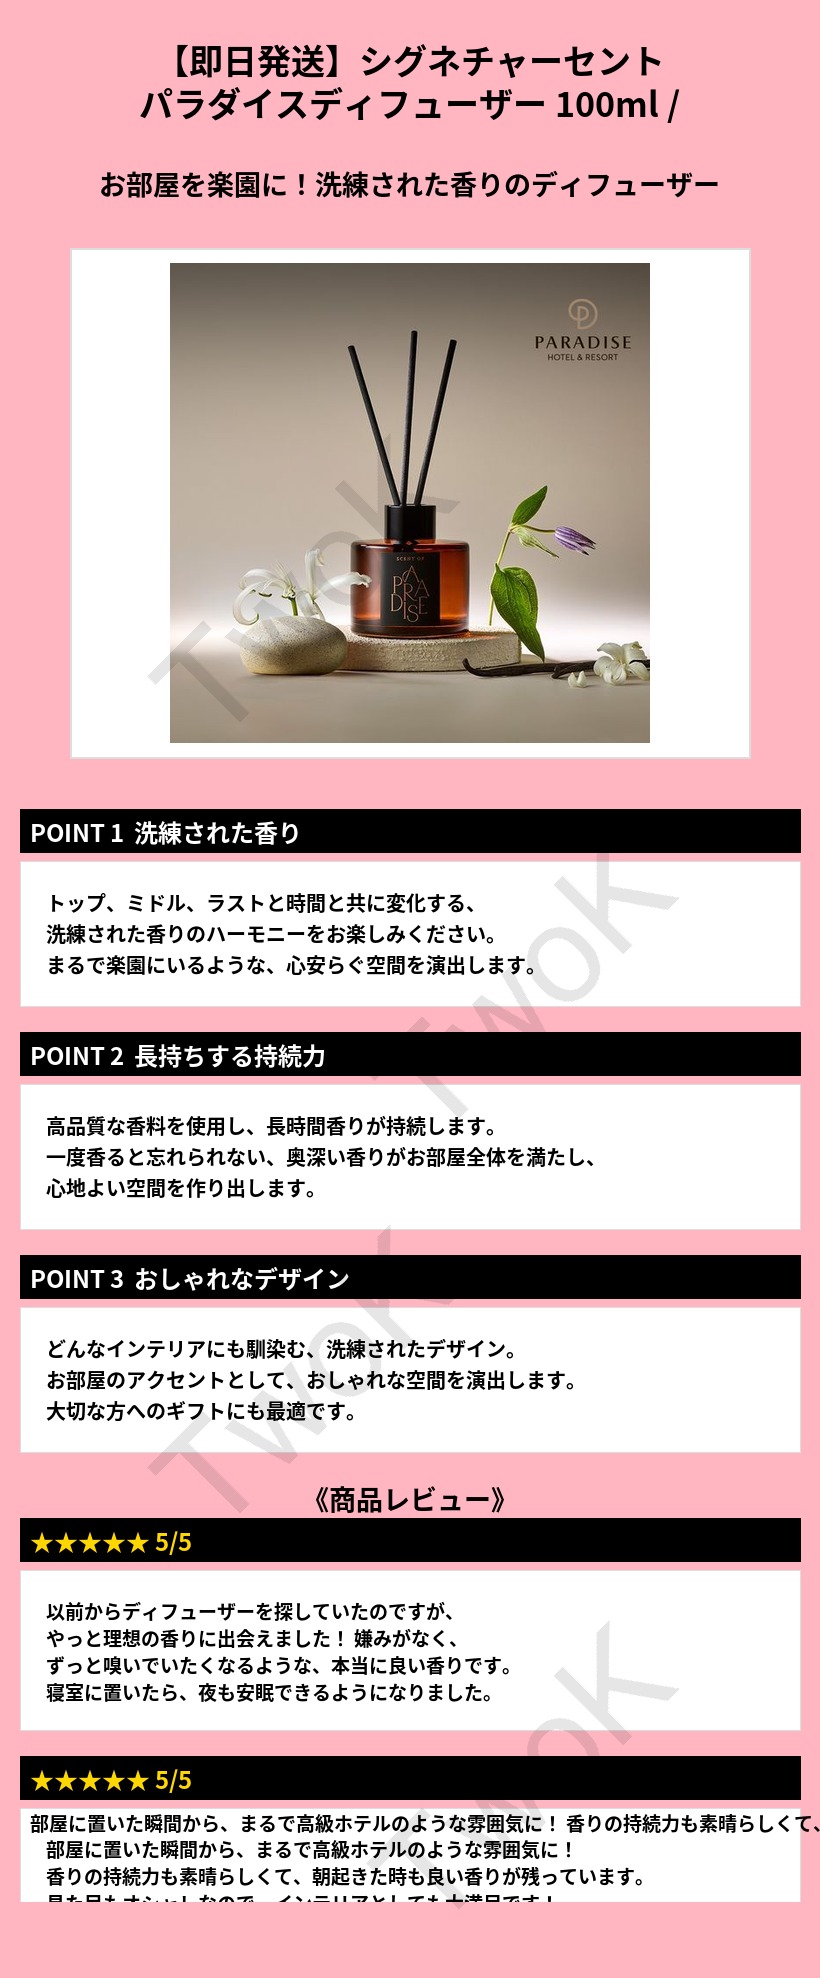 【即日発送】シグネチャーセント
パラダイスディフューザー 100ml /
お部屋を楽園に！洗練された香りのディフューザー
PARADISE
HOTEL & RESORT
A
PRA
DISE
TwoK
POINT 1 洗練された香り
トップ、ミドル、ラストと時間と共に変化する、
洗練された香りのハーモニーをお楽しみください。
まるで楽園にいるような、心安らぐ空間を演出します。
TwoK
POINT 2 長持ちする持続力
高品質な香料を使用し、長時間香りが持続します。
一度香ると忘れられない、奥深い香りがお部屋全体を満たし、
心地よい空間を作り出します。
POINT 3 おしゃれなデザイン
どんなインテリアにも馴染む、洗練されたデザイン。
お部屋のアクセントとして、おしゃれな空間を演出します。
大切な方へのギフトにも最適です。
TwoK
《商品レビュー》
★★★★★ 5/5
以前からディフューザーを探していたのですが、
やっと理想の香りに出会えました！ 嫌みがなく、
ずっと嗅いでいたくなるような、本当に良い香りです。
寝室に置いたら、夜も安眠できるようになりました。
TwoK
★★★★★ 5/5
部屋に置いた瞬間から、まるで高級ホテルのような雰囲気に！ 香りの持続力も素晴らしくて、
部屋に置いた瞬間から、まるで高級ホテルのような雰囲気に！
香りの持続力も素晴らしくて、朝起きた時も良い香りが残っています。